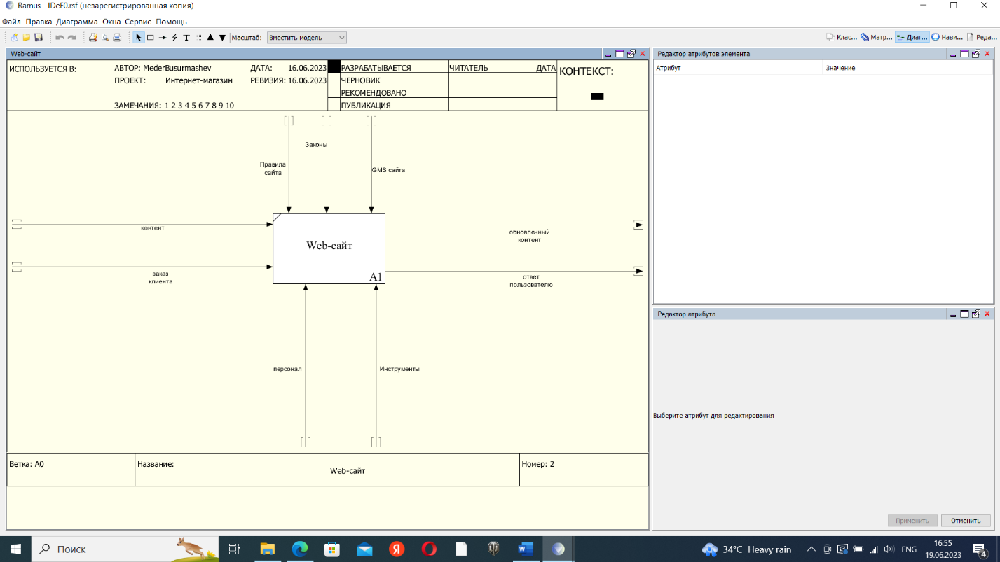 Ramus - IDeF0.rsf (незарегистрированная копия)
Файл Правка Диаграмма Окна Сервис Помощь
Масштаб: Вместить модель
Клас... Матр... Диаг... Нави... Реда...
Web-сайт
ИСПОЛЬЗУЕТСЯ В:
АВТОР: MederBusurmashev
ДАТА: 16.06.2023
ПРОЕКТ: Интернет-магазин
РЕВИЗИЯ: 16.06.2023
ЗАМЕЧАНИЯ: 1 2 3 4 5 6 7 8 9 10
РАЗРАБАТЫВАЕТСЯ
ЧЕРНОВИК
РЕКОМЕНДОВАНО
ПУБЛИКАЦИЯ
ЧИТАТЕЛЬ ДАТА
КОНТЕКСТ:
Законы
Правила
сайта
GMS сайта
контент
заказ
клиента
Web-сайт
A1
обновленный
контент
ответ
пользователю
персонал
Инструменты
Ветка: A0
Название:
Web-сайт
Номер: 2
Редактор атрибутов элемента
Атрибут Значение
Редактор атрибута
Выберите атрибут для редактирования
Применить Отменить
Поиск
34°C Heavy rain
ENG
16:55
19.06.2023
4